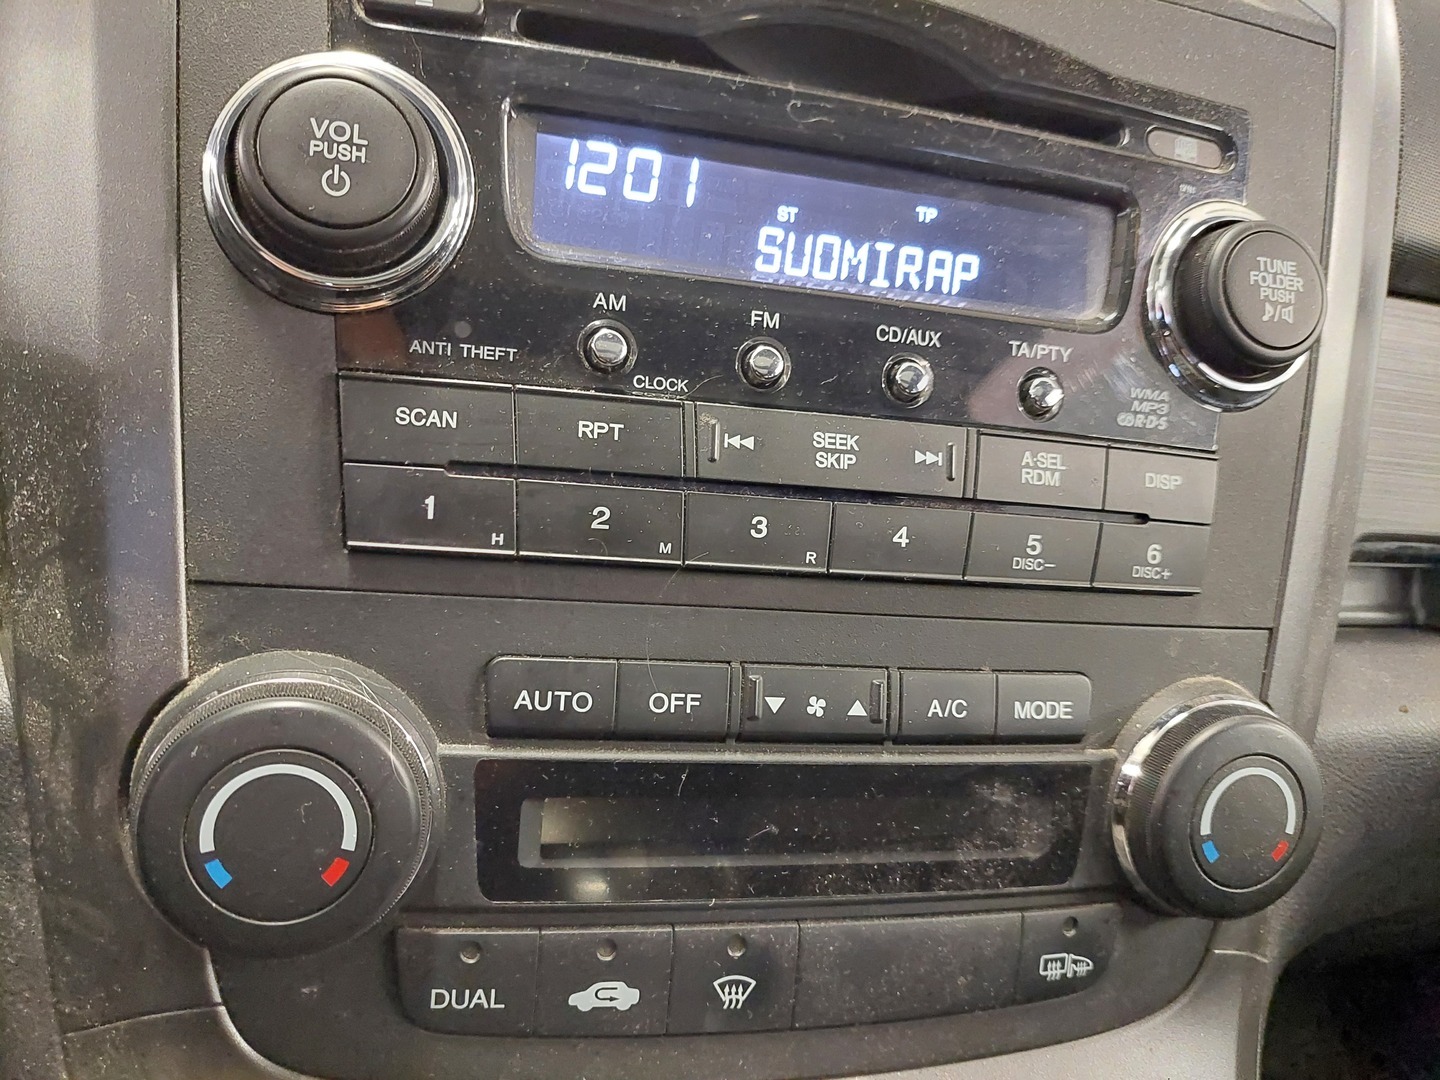 VOL
PUSH
1201
ST TP
SUOMIRAP
TUNE
FOLDER
PUSH
AM
FM
CD/AUX
TA/PTY
ANTI THEFT
CLOCK
WMA
MP3
R·D·S
SCAN
RPT
SEEK
SKIP
A·SEL
RDM
DISP
1 H
2 M
3 R
4
5
DISC−
6
DISC+
AUTO
OFF
A/C
MODE
DUAL